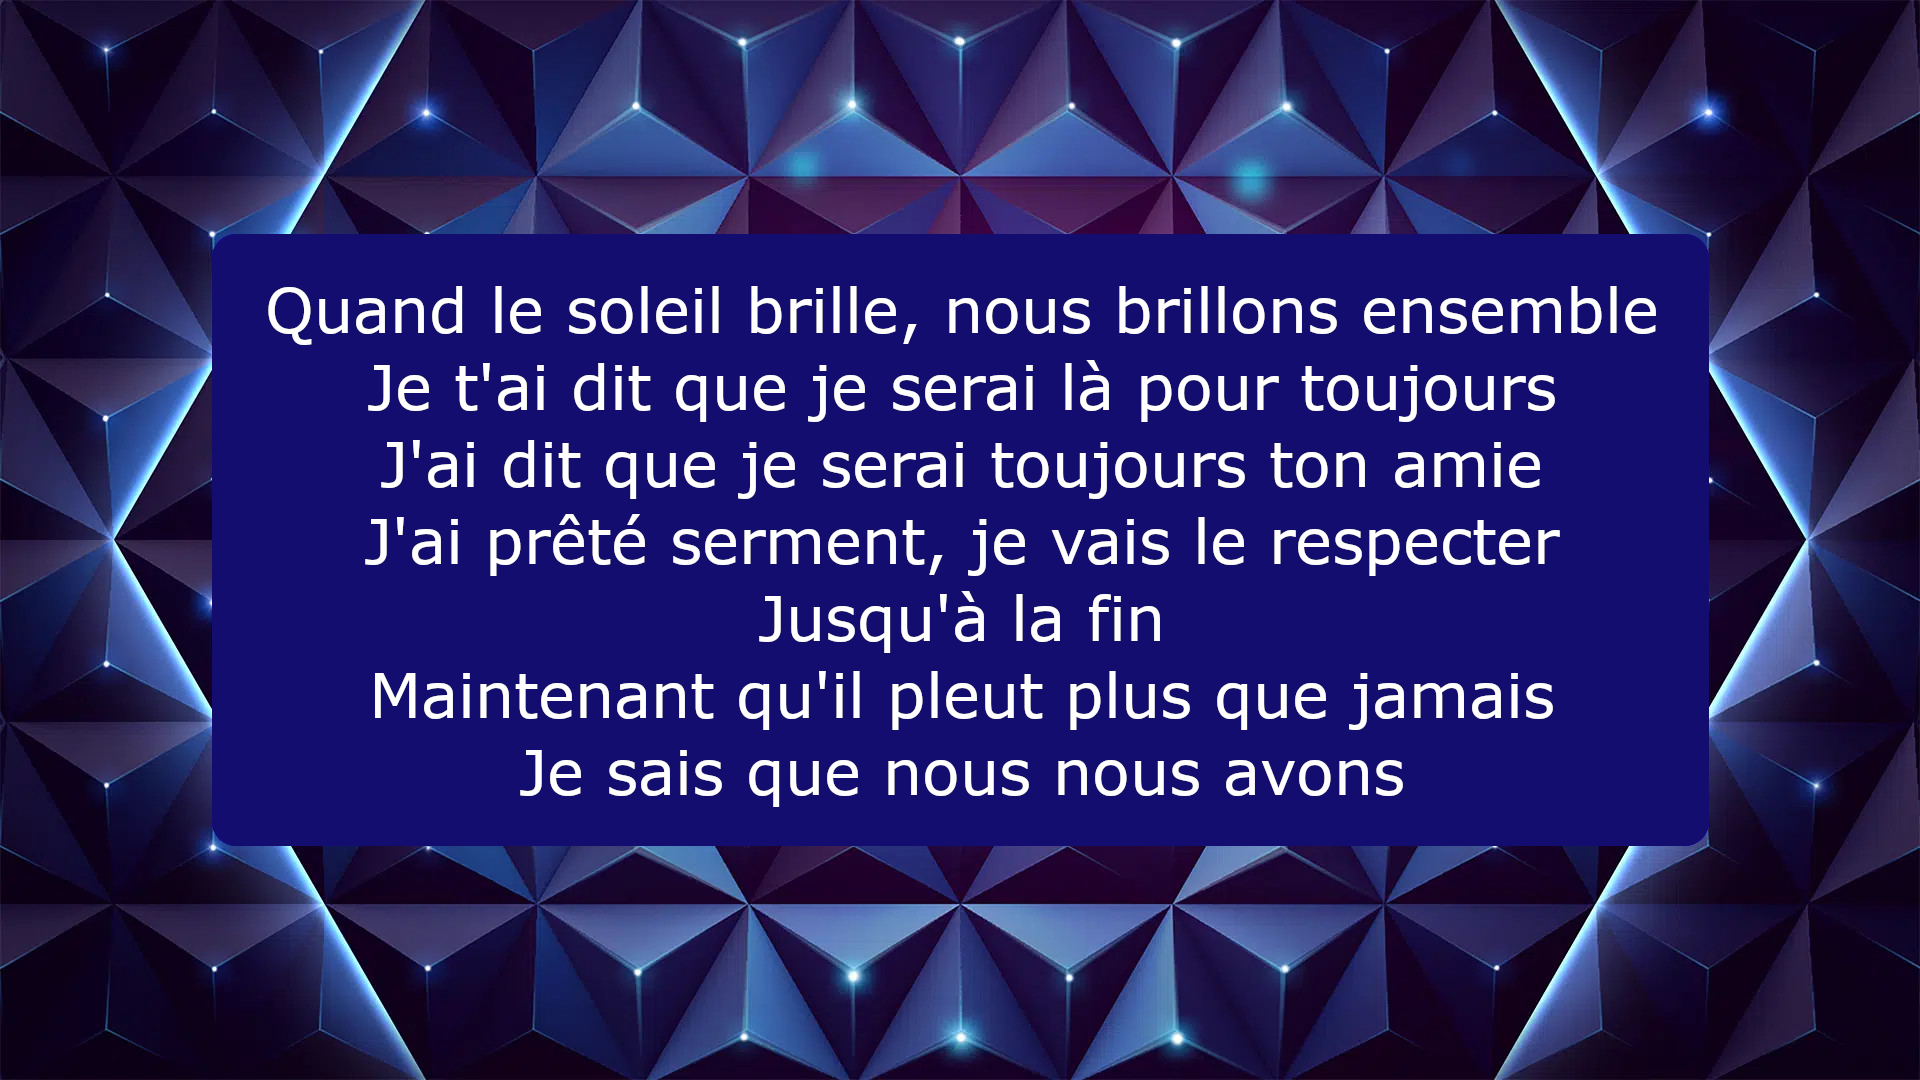 Quand le soleil brille, nous brillons ensemble
Je t'ai dit que je serai là pour toujours
J'ai dit que je serai toujours ton amie
J'ai prêté serment, je vais le respecter
Jusqu'à la fin
Maintenant qu'il pleut plus que jamais
Je sais que nous nous avons